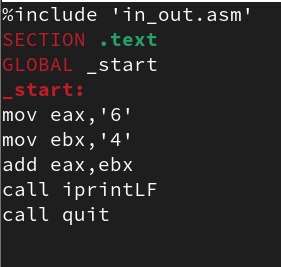 %include 'in_out.asm'
SECTION .text
GLOBAL _start
_start:
mov eax,'6'
mov ebx,'4'
add eax,ebx
call iprintLF
call quit